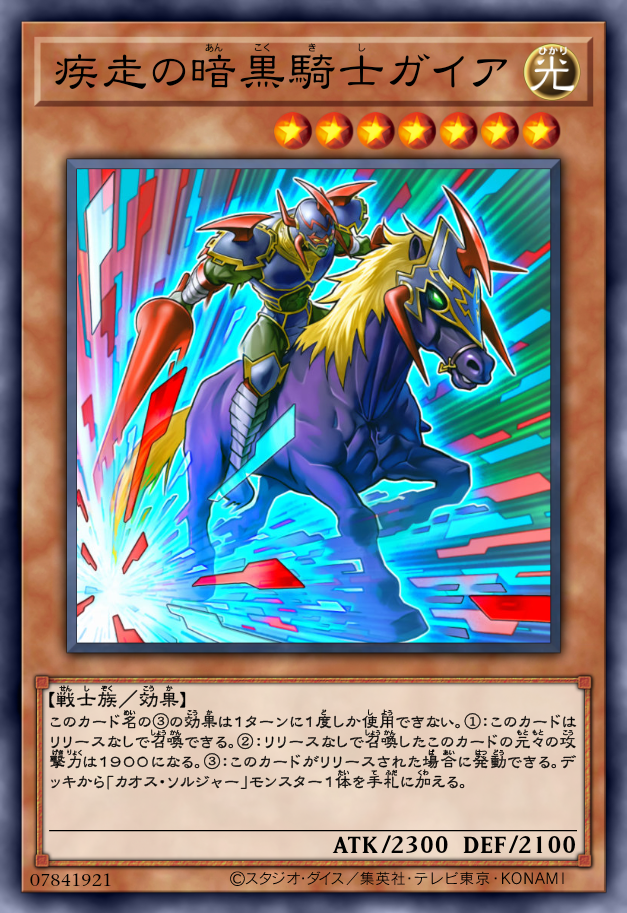 疾走の暗黒騎士ガイア
光
【戦士族／効果】
このカード名の③の効果は1ターンに1度しか使用できない。①：このカードは
リリースなしで召喚できる。②：リリースなしで召喚したこのカードの元々の攻
撃力は1900になる。③：このカードがリリースされた場合に発動できる。デ
ッキから「カオス・ソルジャー」モンスター1体を手札に加える。
ATK/2300 DEF/2100
07841921 ©スタジオ・ダイス／集英社・テレビ東京・KONAMI